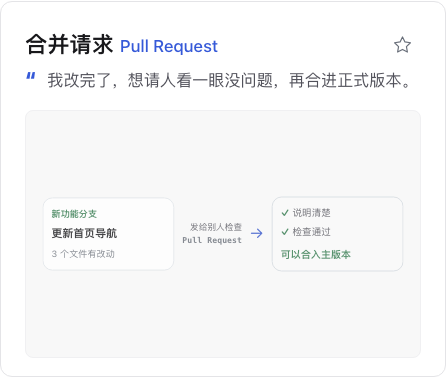 合并请求 Pull Request
“ 我改完了，想请人看一眼没问题，再合进正式版本。
新功能分支
更新首页导航
3 个文件有改动
发给别人检查
Pull Request
✓ 说明清楚
✓ 检查通过
可以合入主版本